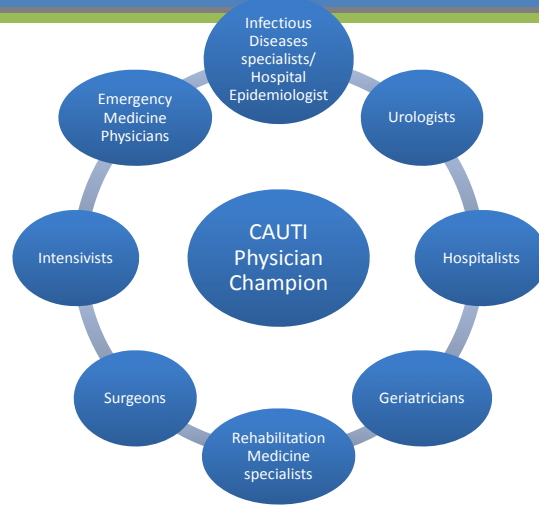 Infectious
Diseases
specialists/
Hospital
Epidemiologist
Urologists
Hospitalists
Geriatricians
Rehabilitation
Medicine
specialists
Surgeons
Intensivists
Emergency
Medicine
Physicians
CAUTI
Physician
Champion